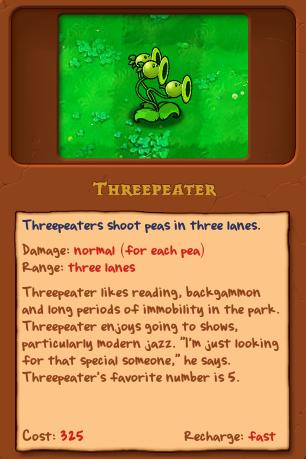 THREEPEATER
Threepeaters shoot peas in three lanes.
Damage: normal (for each pea)
Range: three lanes
Threepeater likes reading, backgammon
and long periods of immobility in the park.
Threepeater enjoys going to shows,
particularly modern jazz. "I'm just looking
for that special someone," he says.
Threepeater's favorite number is 5.
Cost: 325 Recharge: fast